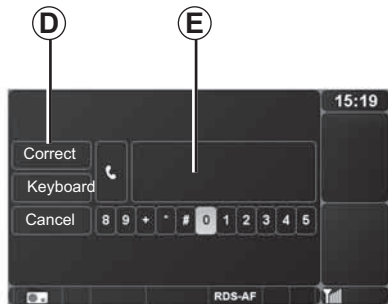 D E
15:19
Correct
Keyboard
Cancel 8 9 + * # 0 1 2 3 4 5
RDS-AF